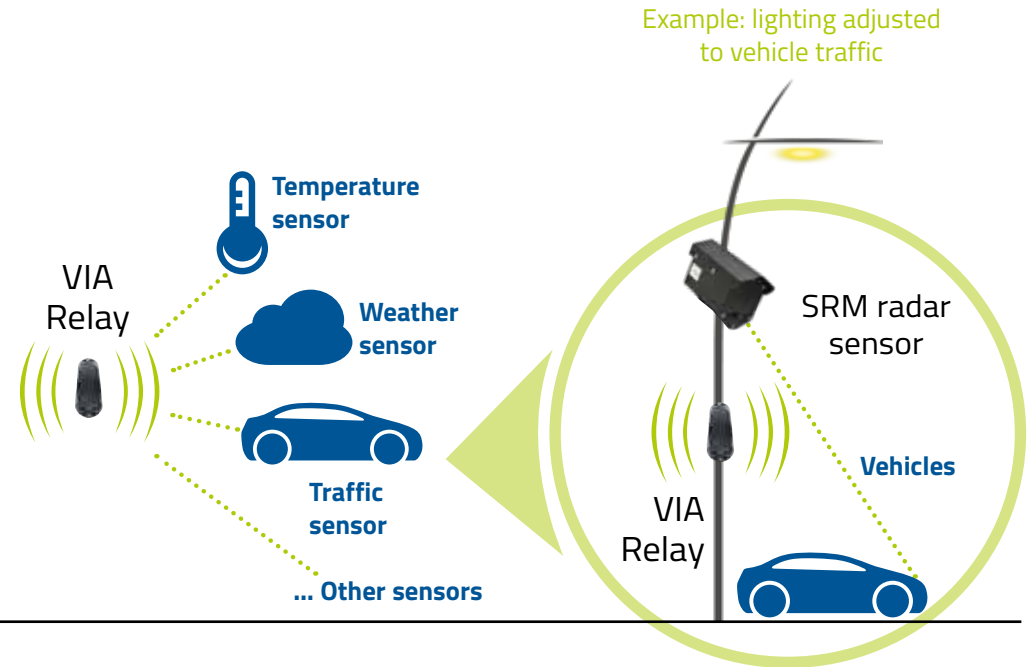 Example: lighting adjusted
to vehicle traffic
Temperature
sensor
VIA
Relay
Weather
sensor
SRM radar
sensor
Vehicles
Traffic
sensor
VIA
Relay
... Other sensors